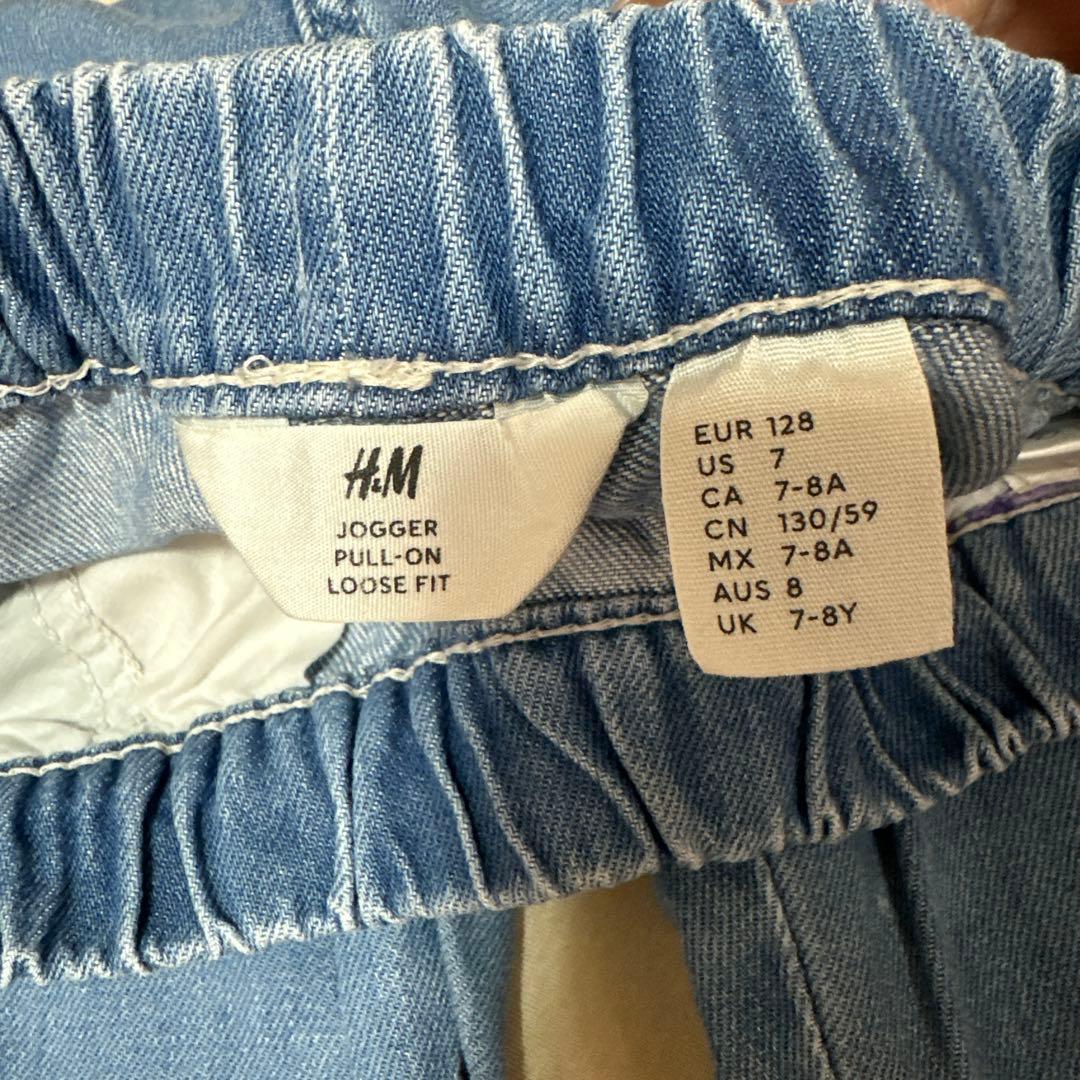 H&M
JOGGER
PULL-ON
LOOSE FIT
EUR 128
US 7
CA 7-8A
CN 130/59
MX 7-8A
AUS 8
UK 7-8Y